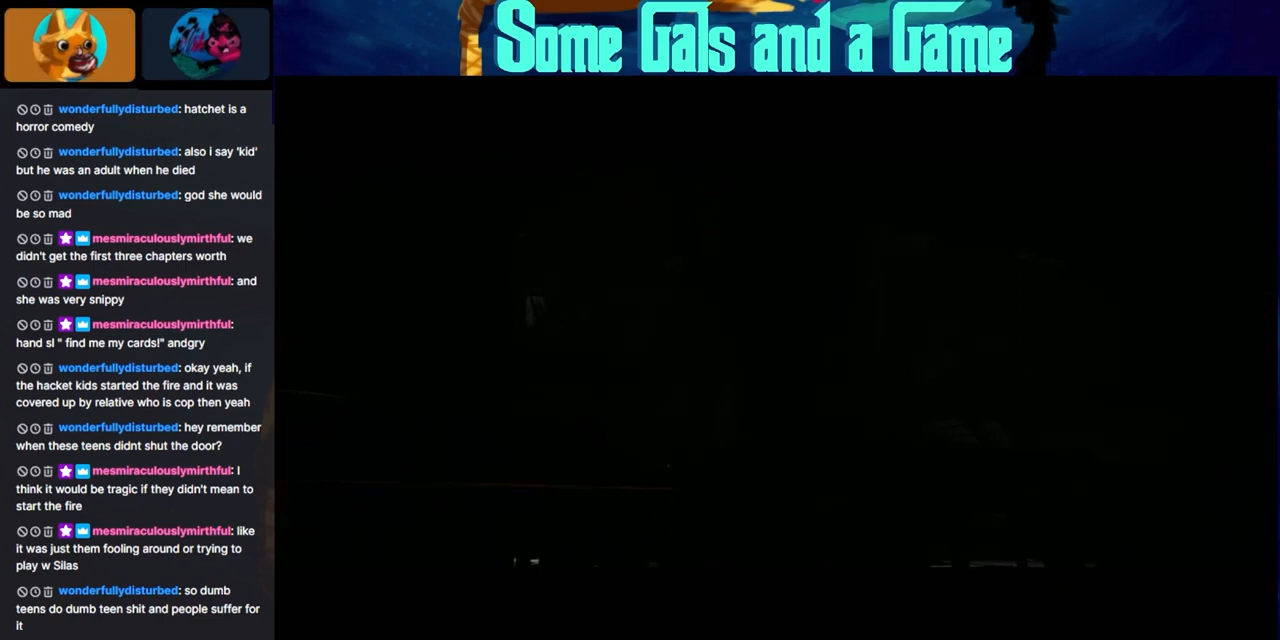 Some Gals and a Game
wonderfullydisturbed: hatchet is a
horror comedy
wonderfullydisturbed: also i say 'kid'
but he was an adult when he died
wonderfullydisturbed: god she would
be so mad
mesmiraculouslymirthful: we
didn't get the first three chapters worth
mesmiraculouslymirthful: and
she was very snippy
mesmiraculouslymirthful:
hand sl " find me my cards!" andgry
wonderfullydisturbed: okay yeah, if
the hacket kids started the fire and it was
covered up by relative who is cop then yeah
wonderfullydisturbed: hey remember
when these teens didnt shut the door?
mesmiraculouslymirthful: I
think it would be tragic if they didn't mean to
start the fire
mesmiraculouslymirthful: like
it was just them fooling around or trying to
play w Silas
wonderfullydisturbed: so dumb
teens do dumb teen shit and people suffer for
it